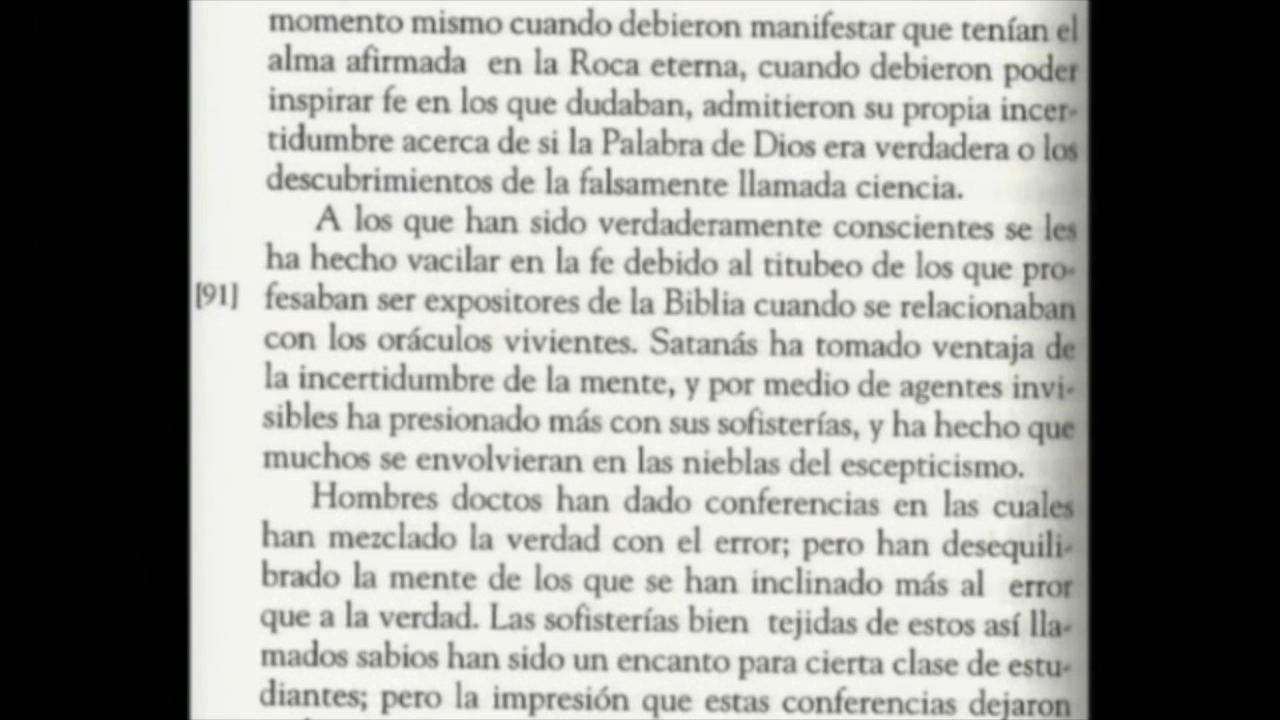 momento mismo cuando debieron manifestar que tenían el
alma afirmada en la Roca eterna, cuando debieron poder
inspirar fe en los que dudaban, admitieron su propia incer-
tidumbre acerca de si la Palabra de Dios era verdadera o los
descubrimientos de la falsamente llamada ciencia.
A los que han sido verdaderamente conscientes se les
ha hecho vacilar en la fe debido al titubeo de los que pro-
[91] fesaban ser expositores de la Biblia cuando se relacionaban
con los oráculos vivientes. Satanás ha tomado ventaja de
la incertidumbre de la mente, y por medio de agentes invi-
sibles ha presionado más con sus sofisterías, y ha hecho que
muchos se envolvieran en las nieblas del escepticismo.
Hombres doctos han dado conferencias en las cuales
han mezclado la verdad con el error; pero han desequili-
brado la mente de los que se han inclinado más al error
que a la verdad. Las sofisterías bien tejidas de estos así lla-
mados sabios han sido un encanto para cierta clase de estu-
diantes; pero la impresión que estas conferencias dejaron